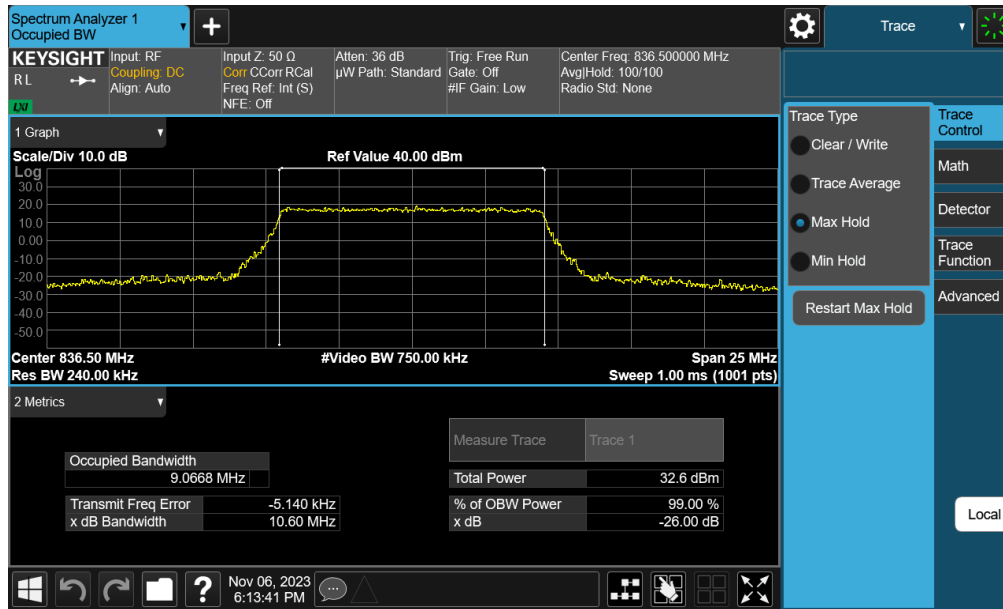 Spectrum Analyzer 1
Occupied BW
Trace
KEYSIGHT
R L
LXI
Input: RF
Coupling: DC
Align: Auto
Input Z: 50 Ω
Corr CCorr RCal
Freq Ref: Int (S)
NFE: Off
Atten: 36 dB
µW Path: Standard
Trig: Free Run
Gate: Off
#IF Gain: Low
Center Freq: 836.500000 MHz
Avg|Hold: 100/100
Radio Std: None
1 Graph
Scale/Div 10.0 dB
Ref Value 40.00 dBm
Log
30.0
20.0
10.0
0.00
-10.0
-20.0
-30.0
-40.0
-50.0
Center 836.50 MHz
#Video BW 750.00 kHz
Span 25 MHz
Res BW 240.00 kHz
Sweep 1.00 ms (1001 pts)
2 Metrics
Measure Trace
Trace 1
Occupied Bandwidth
9.0668 MHz
Total Power
32.6 dBm
Transmit Freq Error
-5.140 kHz
% of OBW Power
99.00 %
x dB Bandwidth
10.60 MHz
x dB
-26.00 dB
Trace Type
Clear / Write
Trace Average
Max Hold
Min Hold
Restart Max Hold
Trace
Control
Math
Detector
Trace
Function
Advanced
Local
?
Nov 06, 2023
6:13:41 PM